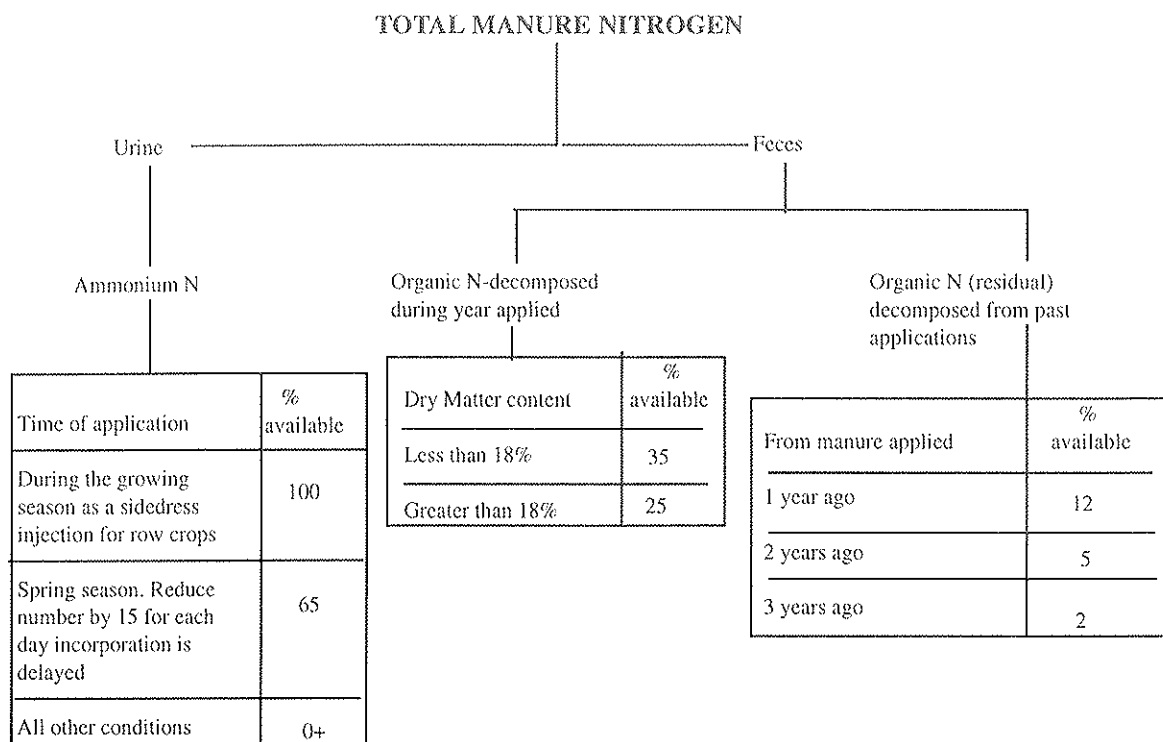 TOTAL MANURE NITROGEN
Urine
Feces
Ammonium N
Organic N-decomposed
during year applied
Organic N (residual)
decomposed from past
applications
Time of application
%
available
During the growing
season as a sidedress
injection for row crops
100
Spring season. Reduce
number by 15 for each
day incorporation is
delayed
65
All other conditions
0+
Dry Matter content
%
available
Less than 18%
35
Greater than 18%
25
From manure applied
%
available
1 year ago
12
2 years ago
5
3 years ago
2